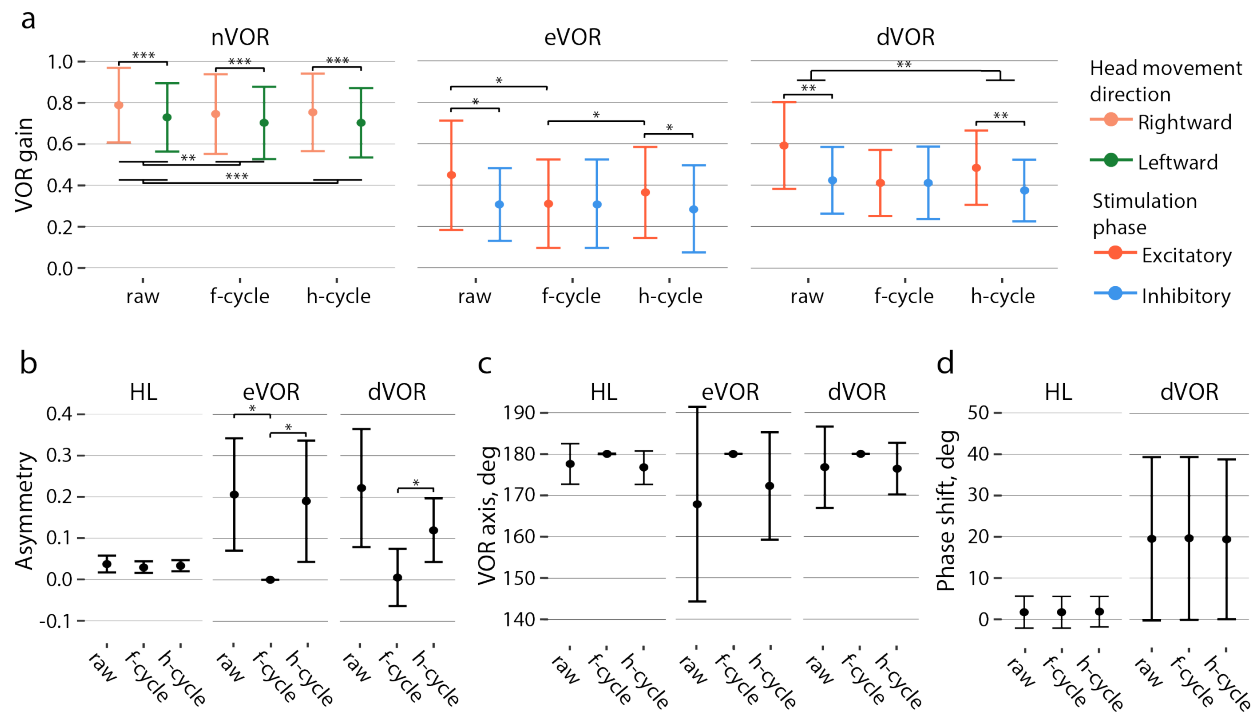 a
nVOR
eVOR
dVOR
VOR gain
1.0
0.8
0.6
0.4
0.2
0.0
***
***
***
**
***
*
*
*
*
**
**
**
raw
f-cycle
h-cycle
raw
f-cycle
h-cycle
raw
f-cycle
h-cycle
Head movement
direction
Rightward
Leftward
Stimulation
phase
Excitatory
Inhibitory
b
HL
eVOR
dVOR
Asymmetry
0.4
0.3
0.2
0.1
0.0
-0.1
*
*
*
raw
f-cycle
h-cycle
raw
f-cycle
h-cycle
raw
f-cycle
h-cycle
c
HL
eVOR
dVOR
VOR axis, deg
190
180
170
160
150
140
raw
f-cycle
h-cycle
raw
f-cycle
h-cycle
raw
f-cycle
h-cycle
d
HL
dVOR
Phase shift, deg
50
40
30
20
10
0
raw
f-cycle
h-cycle
raw
f-cycle
h-cycle